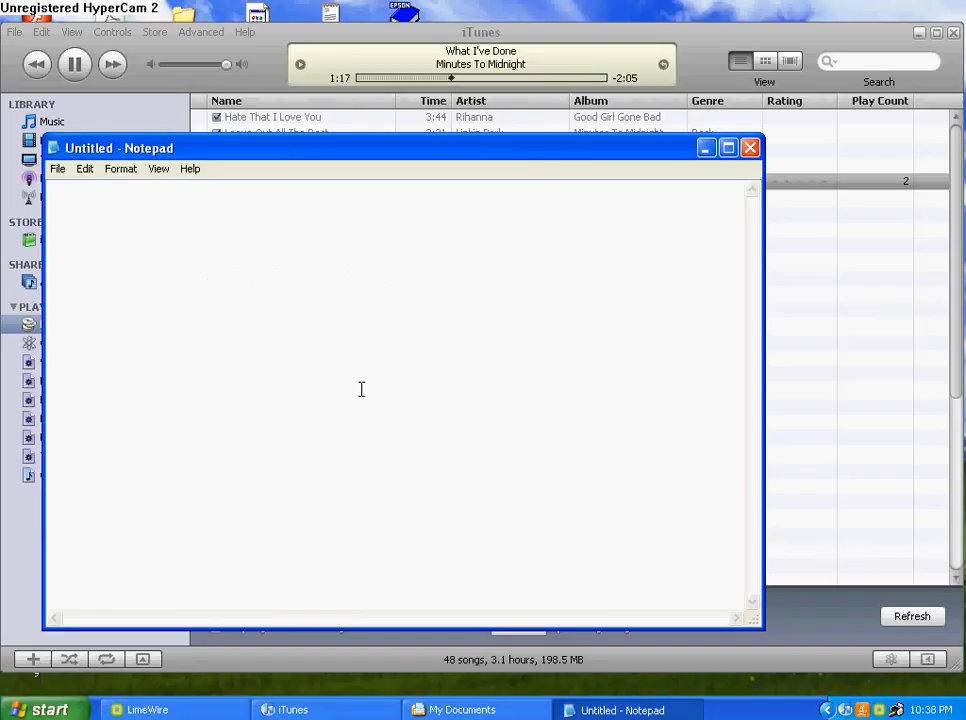 Unregistered HyperCam 2
EPSON
File Edit View Controls Store Advanced Help
iTunes
What I've Done
Minutes To Midnight
1:17
-2:05
View
Search
LIBRARY
Name Time Artist Album Genre Rating Play Count
Music
Hate That I Love You 3:44 Rihanna Good Girl Gone Bad
Untitled - Notepad
File Edit Format View Help
2
STORE
SHARE
PLAY
Refresh
48 songs, 3.1 hours, 198.5 MB
start LimeWire iTunes My Documents Untitled - Notepad 10:38 PM